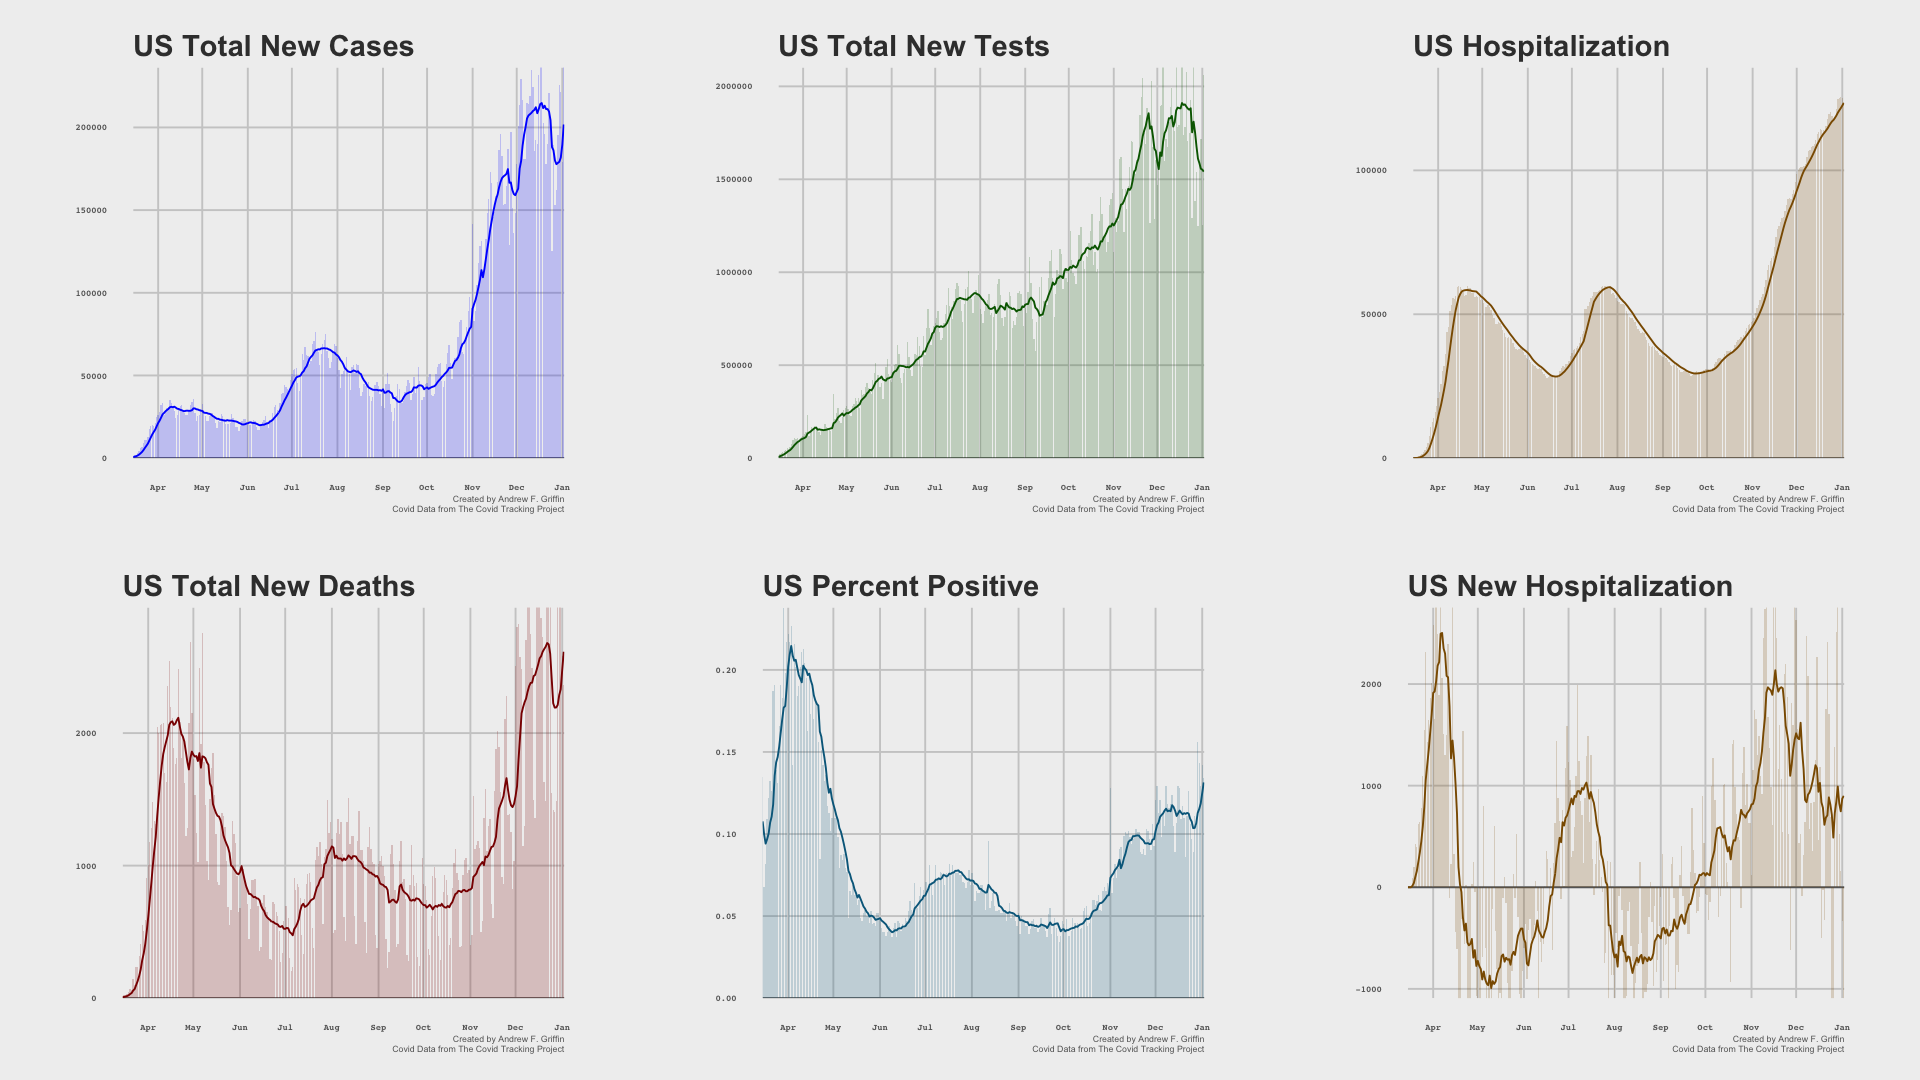 US Total New Cases
200000
150000
100000
50000
0
Apr May Jun Jul Aug Sep Oct Nov Dec Jan
Created by Andrew F. Griffin
Covid Data from The Covid Tracking Project
US Total New Tests
2000000
1500000
1000000
500000
0
Apr May Jun Jul Aug Sep Oct Nov Dec Jan
Created by Andrew F. Griffin
Covid Data from The Covid Tracking Project
US Hospitalization
100000
50000
0
Apr May Jun Jul Aug Sep Oct Nov Dec Jan
Created by Andrew F. Griffin
Covid Data from The Covid Tracking Project
US Total New Deaths
2000
1000
0
Apr May Jun Jul Aug Sep Oct Nov Dec Jan
Created by Andrew F. Griffin
Covid Data from The Covid Tracking Project
US Percent Positive
0.20
0.15
0.10
0.05
0.00
Apr May Jun Jul Aug Sep Oct Nov Dec Jan
Created by Andrew F. Griffin
Covid Data from The Covid Tracking Project
US New Hospitalization
2000
1000
0
−1000
Apr May Jun Jul Aug Sep Oct Nov Dec Jan
Created by Andrew F. Griffin
Covid Data from The Covid Tracking Project